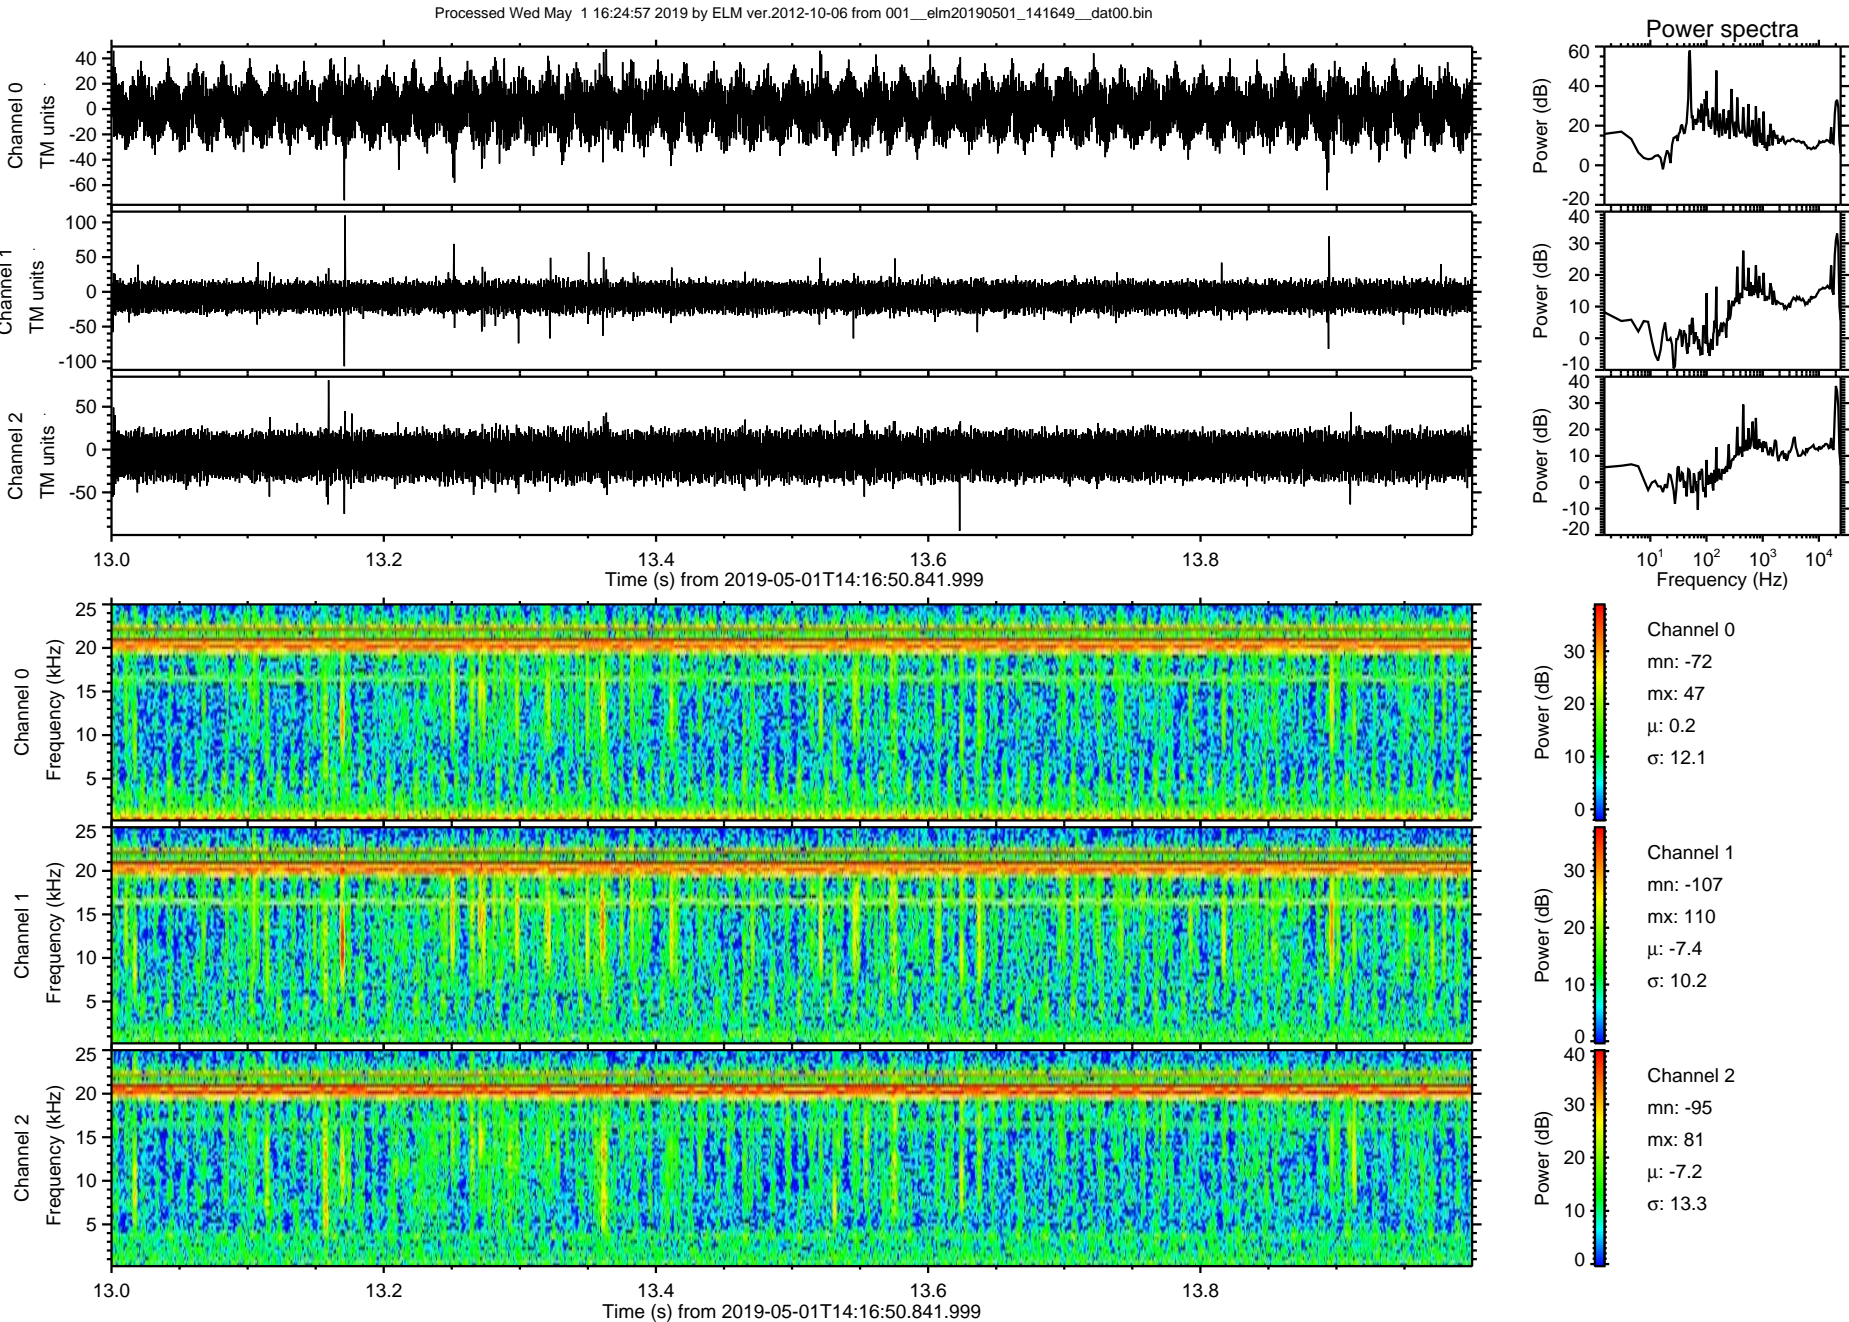 Processed Wed May  1 16:24:57 2019 by ELM ver.2012-10-06 from 001__elm20190501_141649__dat00.bin
Power spectra
Channel 0
TM units
40
20
0
-20
-40
-60
Power (dB)
60
40
20
0
-20
Channel 1
TM units
100
50
0
-50
-100
Power (dB)
40
30
20
10
0
-10
Channel 2
TM units
50
0
-50
Power (dB)
40
30
20
10
0
-10
-20
13.0 13.2 13.4 13.6 13.8
Time (s) from 2019-05-01T14:16:50.841.999
10¹ 10² 10³ 10⁴
Frequency (Hz)
Channel 0
Frequency (kHz)
25
20
15
10
5
Power (dB)
30
20
10
0
Channel 0
mn: -72
mx: 47
μ: 0.2
σ: 12.1
Channel 1
Frequency (kHz)
25
20
15
10
5
Power (dB)
30
20
10
0
Channel 1
mn: -107
mx: 110
μ: -7.4
σ: 10.2
Channel 2
Frequency (kHz)
25
20
15
10
5
Power (dB)
40
30
20
10
0
Channel 2
mn: -95
mx: 81
μ: -7.2
σ: 13.3
13.0 13.2 13.4 13.6 13.8
Time (s) from 2019-05-01T14:16:50.841.999